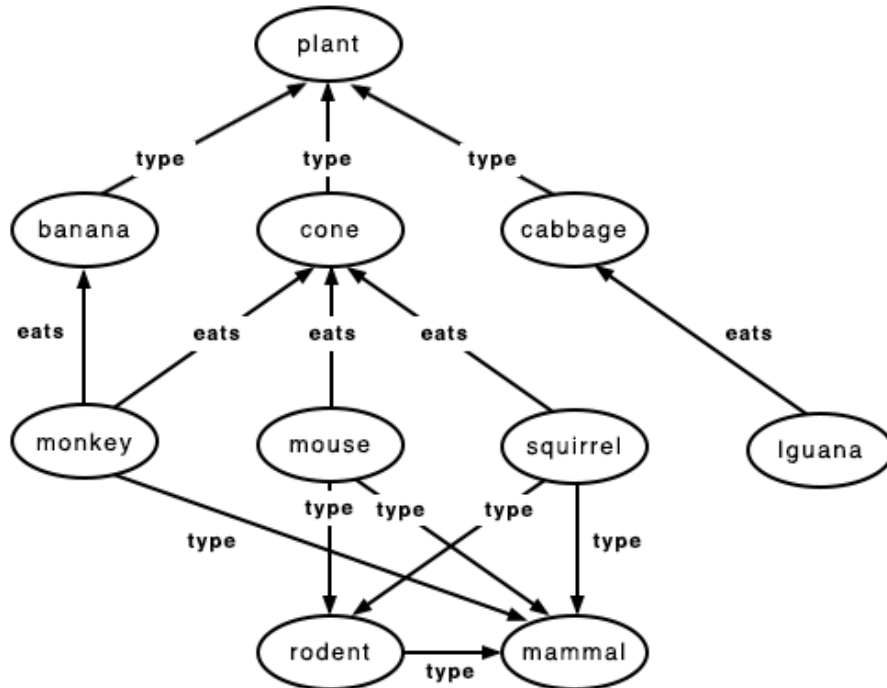 plant
type type type
banana cone cabbage
eats eats eats eats eats
monkey mouse squirrel Iguana
type type type type type
rodent type mammal